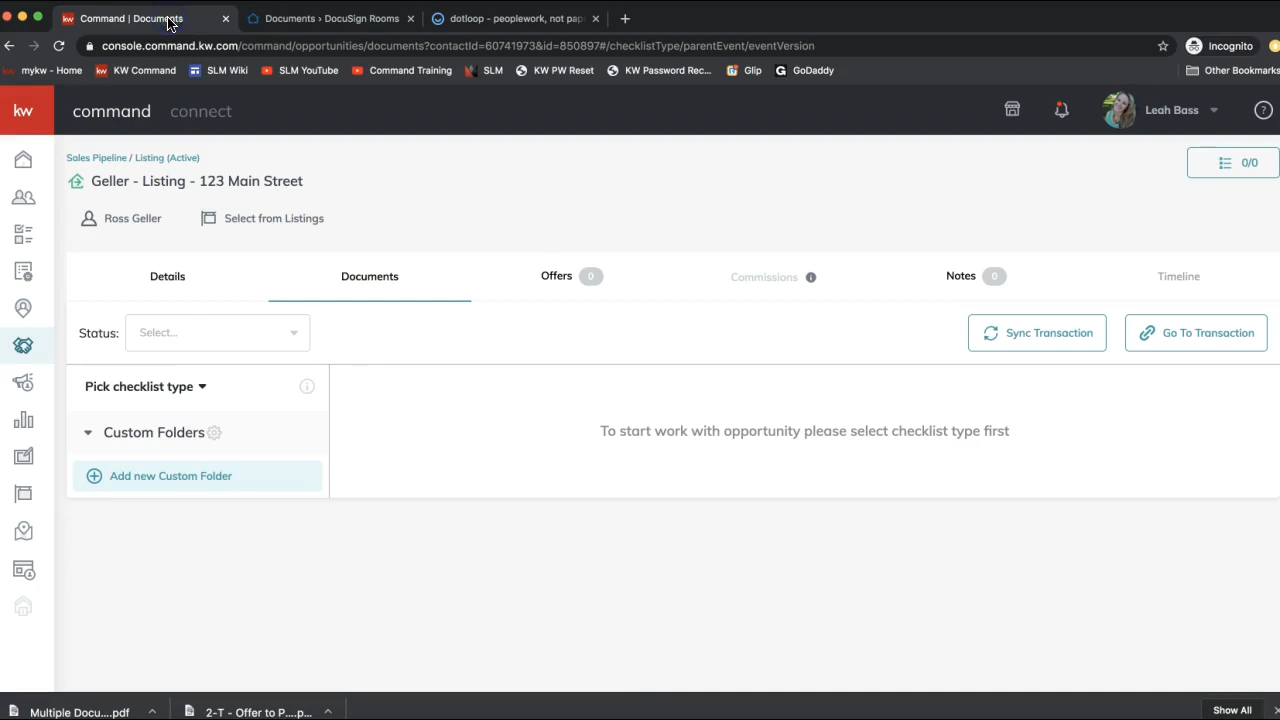 Command | Documents
Documents › DocuSign Rooms
dotloop - peoplework, not pap
console.command.kw.com/command/opportunities/documents?contactId=60741973&id=850897#/checklistType/parentEvent/eventVersion
Incognito
mykw - Home
KW Command
SLM Wiki
SLM YouTube
Command Training
SLM
KW PW Reset
KW Password Rec...
Glip
GoDaddy
Other Bookmarks
kw
command
connect
Leah Bass
Sales Pipeline / Listing (Active)
0/0
Geller - Listing - 123 Main Street
Ross Geller
Select from Listings
Details
Documents
Offers 0
Commissions
Notes 0
Timeline
Status:
Select...
Sync Transaction
Go To Transaction
Pick checklist type
Custom Folders
To start work with opportunity please select checklist type first
Add new Custom Folder
Multiple Docu....pdf
2-T - Offer to P....p...
Show All